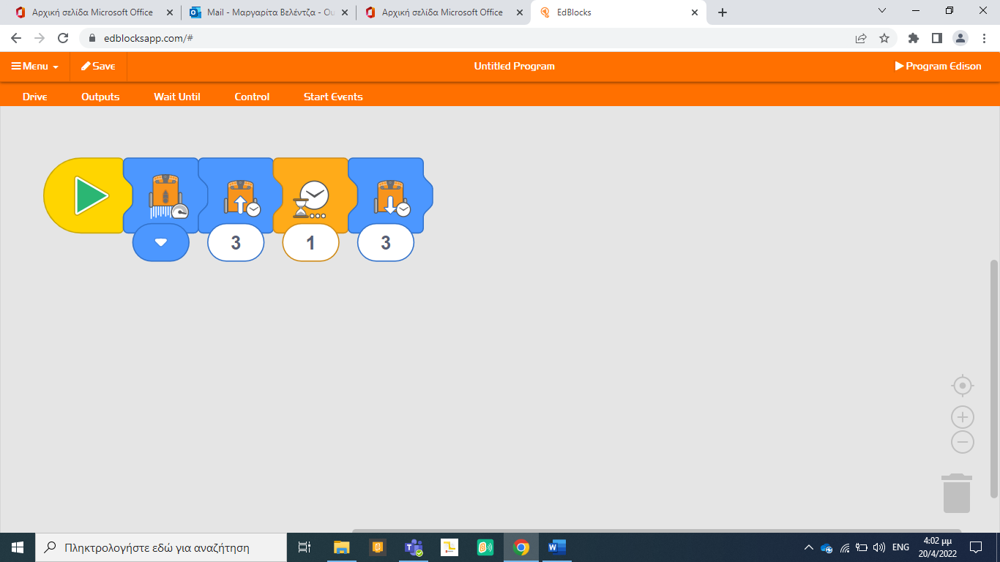 Αρχική σελίδα Microsoft Office
Mail - Μαργαρίτα Βελέντζα - Ou
Αρχική σελίδα Microsoft Office
EdBlocks
edblocksapp.com/#
Menu
Save
Untitled Program
Program Edison
Drive
Outputs
Wait Until
Control
Start Events
3
1
3
Πληκτρολογήστε εδώ για αναζήτηση
ENG
4:02 μμ
20/4/2022